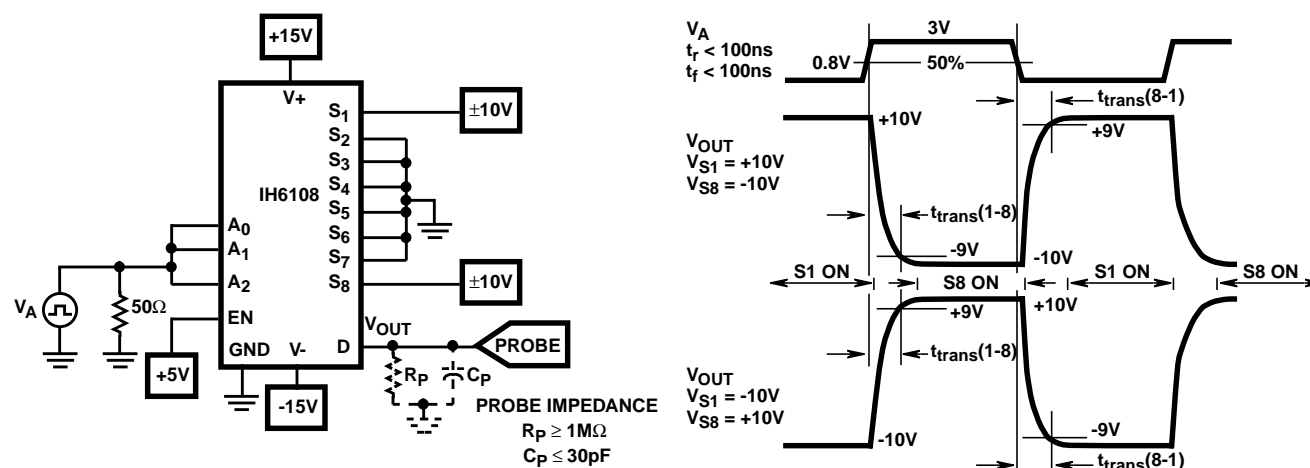 +15V
V+
S1
±10V
S2
S3
S4
IH6108
S5
S6
S7
S8
±10V
A0
A1
A2
VA
50Ω
EN
+5V
GND
V-
-15V
D
VOUT
PROBE
RP
CP
PROBE IMPEDANCE
RP ≥ 1MΩ
CP ≤ 30pF
VA
tr < 100ns
tf < 100ns
0.8V
3V
50%
ttrans(8-1)
+10V
+9V
VOUT
VS1 = +10V
VS8 = -10V
ttrans(1-8)
-9V
-10V
S1 ON
S8 ON
S1 ON
S8 ON
+9V
+10V
ttrans(1-8)
VOUT
VS1 = -10V
VS8 = +10V
-10V
-9V
ttrans(8-1)